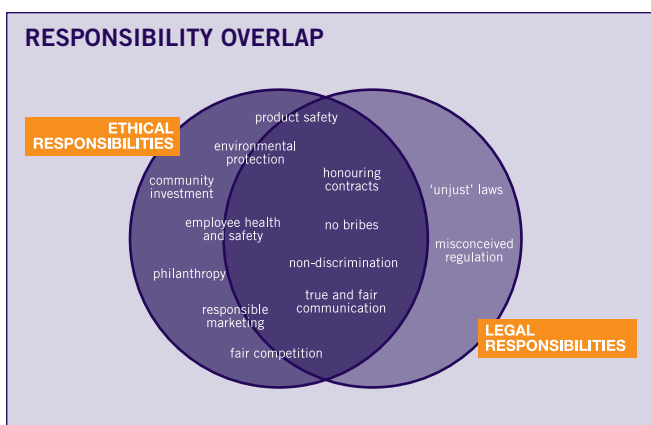 RESPONSIBILITY OVERLAP
ETHICAL
RESPONSIBILITIES
product safety
environmental
protection
community
investment
honouring
contracts
'unjust' laws
employee health
and safety
no bribes
misconceived
regulation
philanthropy
non-discrimination
responsible
marketing
true and fair
communication
fair competition
LEGAL
RESPONSIBILITIES